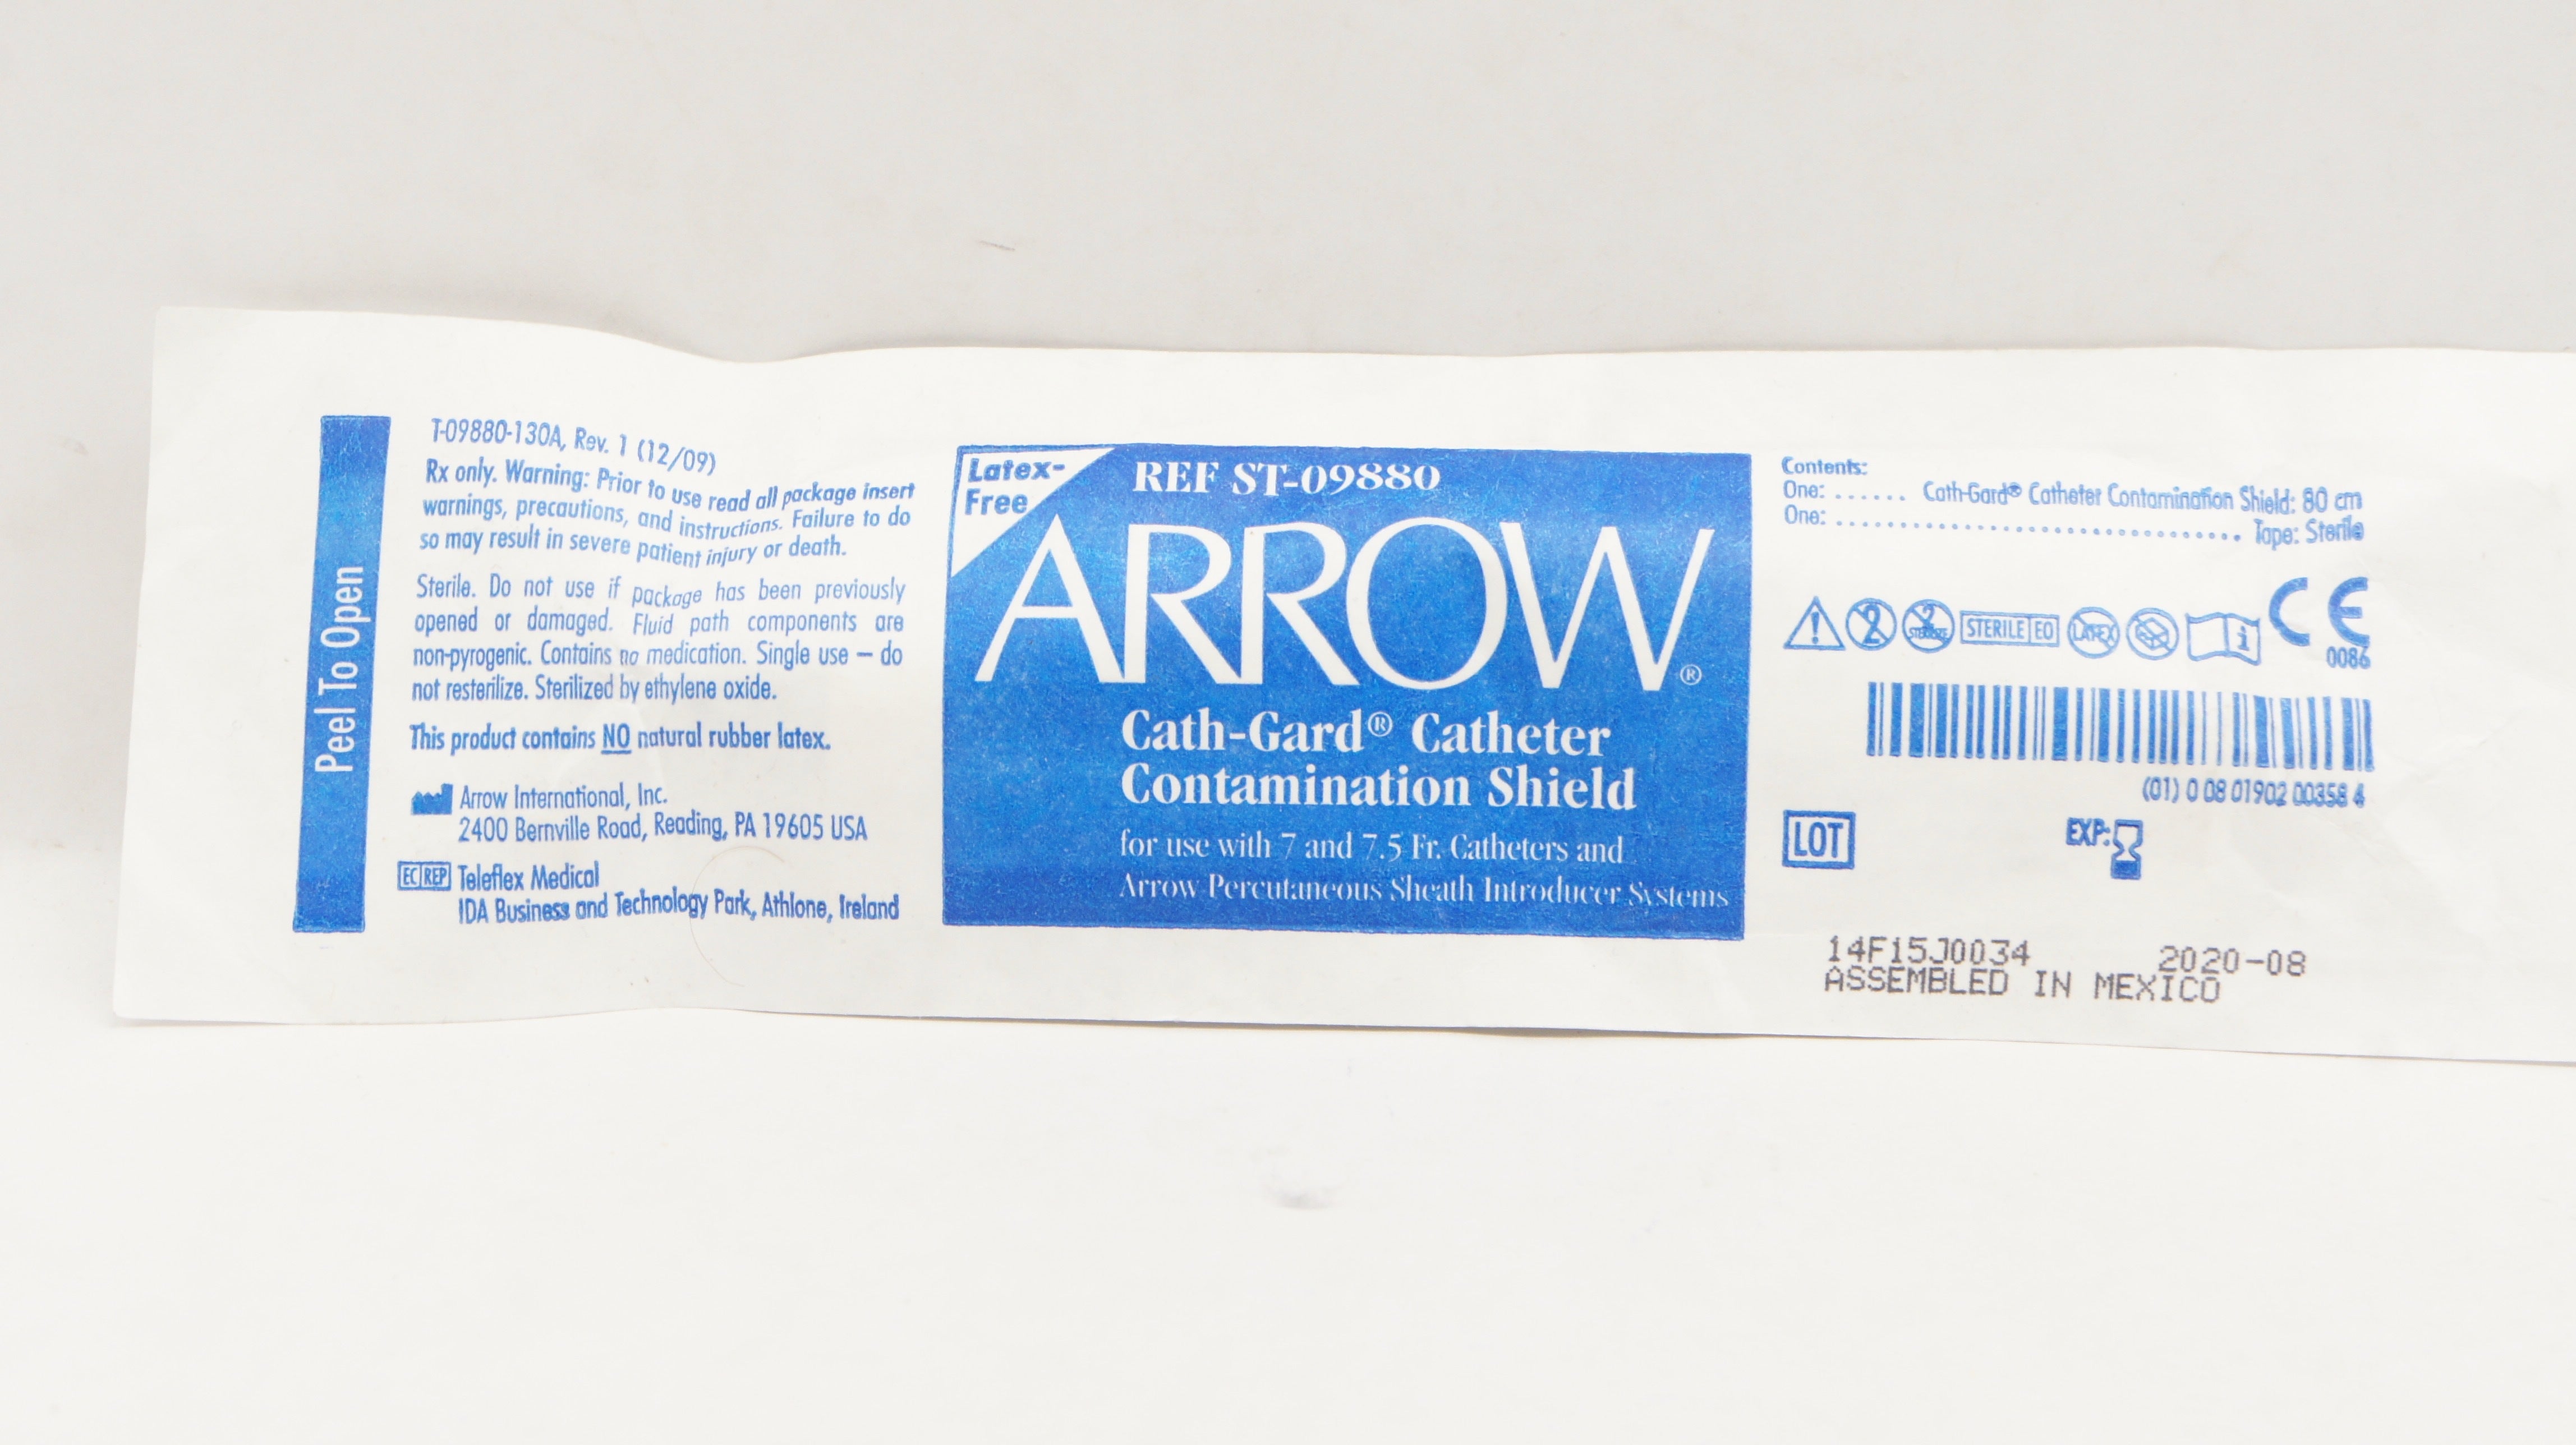 Peel To Open
T-09880-130A, Rev. 1 (12/09)
Rx only. Warning: Prior to use read all package insert
warnings, precautions, and instructions. Failure to do
so may result in severe patient injury or death.
Sterile. Do not use if package has been previously
opened or damaged. Fluid path components are
non-pyrogenic. Contains no medication. Single use – do
not resterilize. Sterilized by ethylene oxide.
This product contains NO natural rubber latex.
Arrow International, Inc.
2400 Bernville Road, Reading, PA 19605 USA
EC REP Teleflex Medical
IDA Business and Technology Park, Athlone, Ireland
Latex-
Free
REF ST-09880
ARROW®
Cath-Gard® Catheter
Contamination Shield
for use with 7 and 7.5 Fr. Catheters and
Arrow Percutaneous Sheath Introducer Systems
Contents:
One: ...... Cath-Gard® Catheter Contamination Shield: 80 cm
One: .................................. Tape: Sterile
2 2 STERILIZE STERILE EO LATEX i CE
0086
(01) 0 08 01902 00358 4
LOT EXP:
14F15J0034 2020-08
ASSEMBLED IN MEXICO